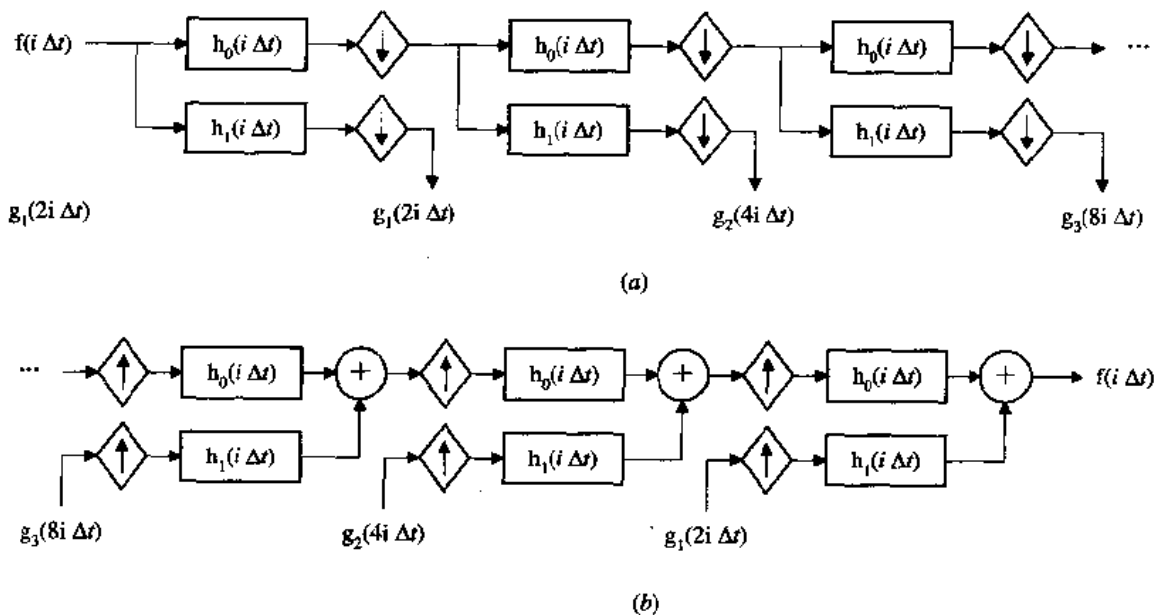 f(i Δt) h₀(i Δt) h₀(i Δt) h₀(i Δt) ...
h₁(i Δt) h₁(i Δt) h₁(i Δt)
g₁(2i Δt) g₁(2i Δt) g₂(4i Δt) g₃(8i Δt)
(a)
... h₀(i Δt) + h₀(i Δt) + h₀(i Δt) + f(i Δt)
h₁(i Δt) h₁(i Δt) h₁(i Δt)
g₃(8i Δt) g₂(4i Δt) g₁(2i Δt)
(b)